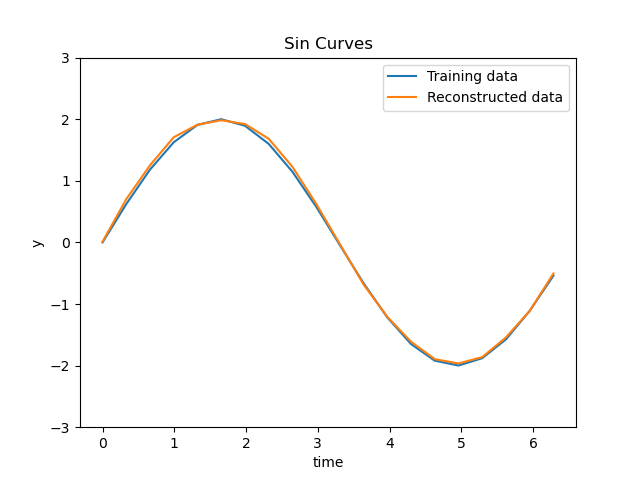 Sin Curves
Training data
Reconstructed data
3
2
1
0
−1
−2
−3
y
0 1 2 3 4 5 6
time